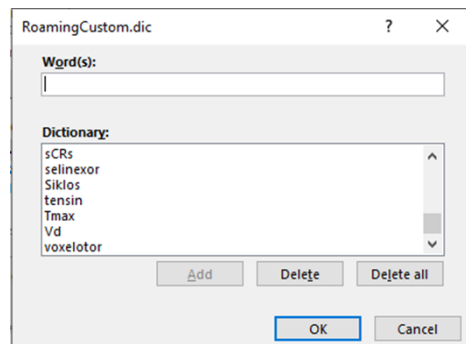 RoamingCustom.dic ?
Word(s):
Dictionary:
sCRs
selinexor
Siklos
tensin
Tmax
Vd
voxelotor
Add Delete Delete all
OK Cancel